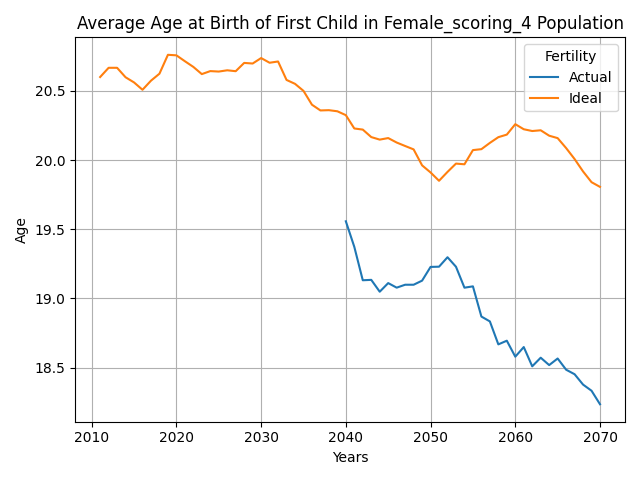 Average Age at Birth of First Child in Female_scoring_4 Population
Fertility
Actual
Ideal
Age
20.5
20.0
19.5
19.0
18.5
2010 2020 2030 2040 2050 2060 2070
Years